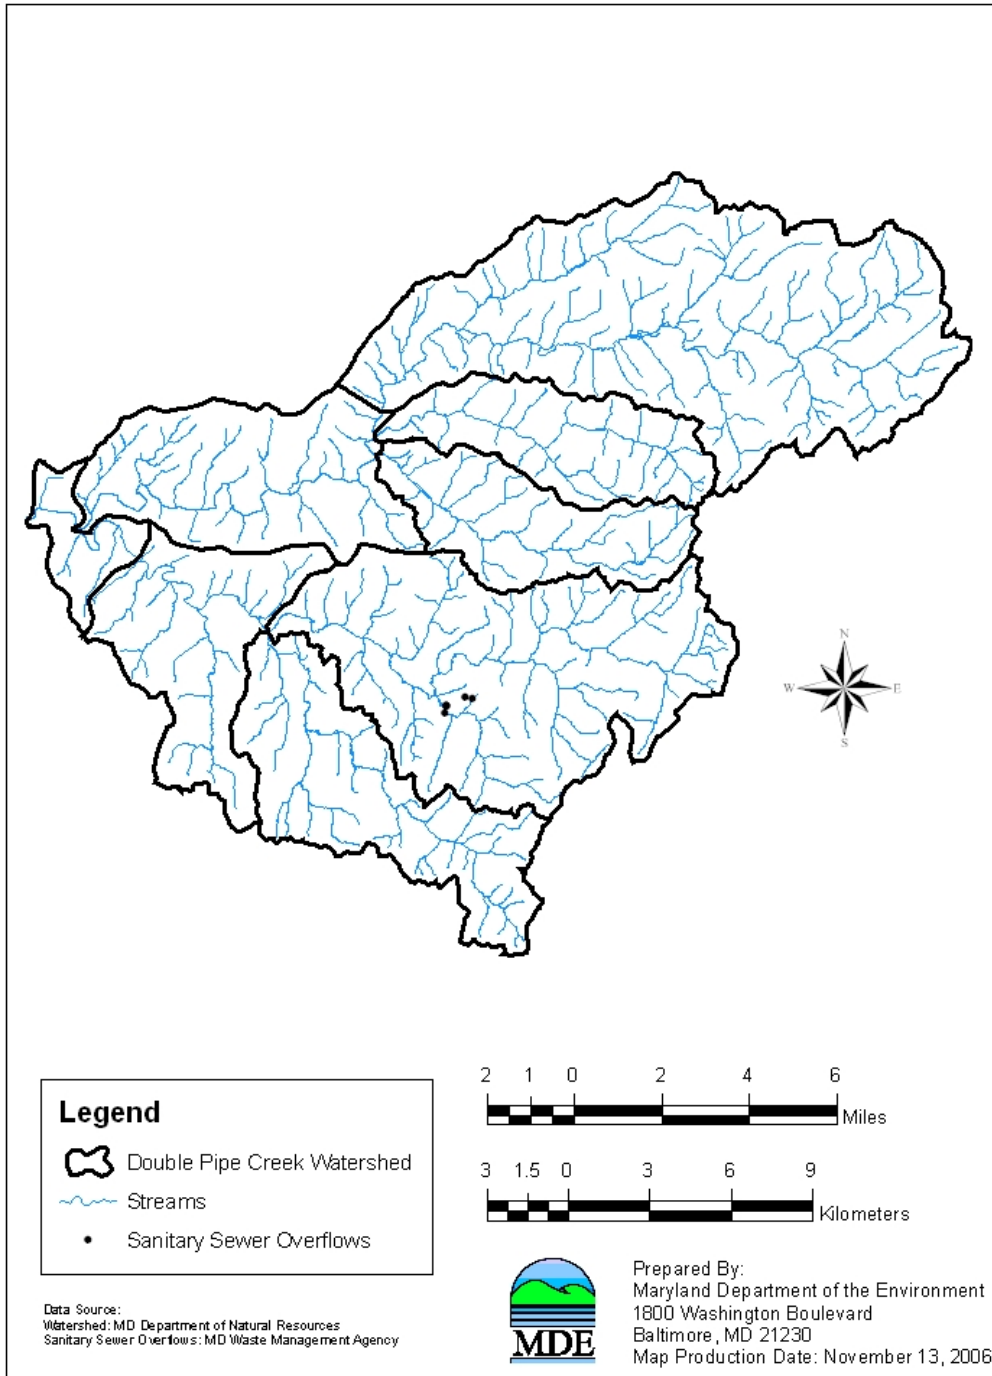 N
W E
S
Legend
Double Pipe Creek Watershed
Streams
Sanitary Sewer Overflows
2 1 0 2 4 6
Miles
3 1.5 0 3 6 9
Kilometers
Data Source:
Watershed: MD Department of Natural Resources
Sanitary Sewer Overflows: MD Waste Management Agency
MDE
Prepared By:
Maryland Department of the Environment
1800 Washington Boulevard
Baltimore, MD 21230
Map Production Date: November 13, 2006